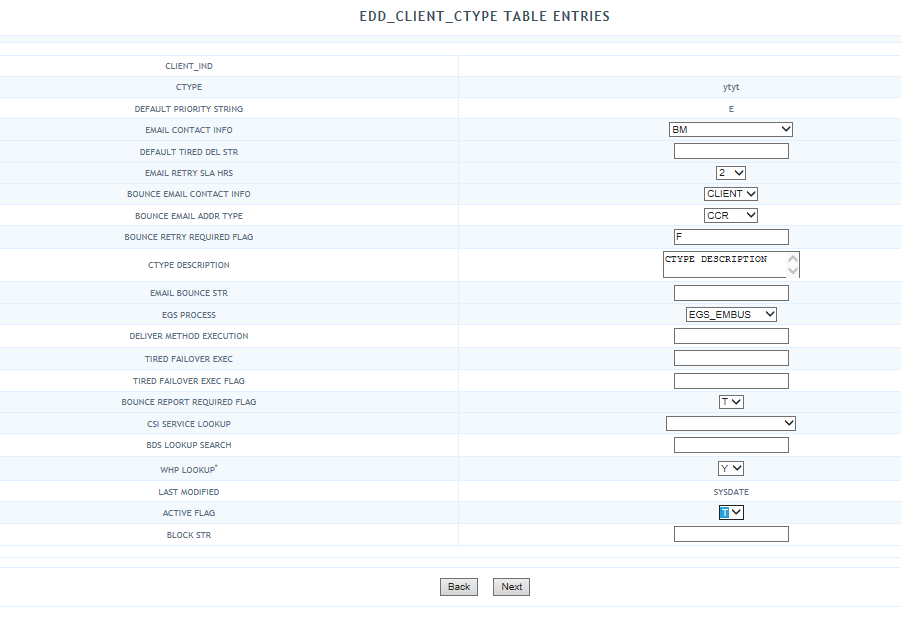 EDD_CLIENT_CTYPE TABLE ENTRIES
CLIENT_IND
CTYPE ytyt
DEFAULT PRIORITY STRING E
EMAIL CONTACT INFO BM
DEFAULT TIRED DEL STR
EMAIL RETRY SLA HRS 2
BOUNCE EMAIL CONTACT INFO CLIENT
BOUNCE EMAIL ADDR TYPE CCR
BOUNCE RETRY REQUIRED FLAG F
CTYPE DESCRIPTION CTYPE DESCRIPTION
EMAIL BOUNCE STR
EGS PROCESS EGS_EMBUS
DELIVER METHOD EXECUTION
TIRED FAILOVER EXEC
TIRED FAILOVER EXEC FLAG
BOUNCE REPORT REQUIRED FLAG T
CSI SERVICE LOOKUP
BDS LOOKUP SEARCH
WHP LOOKUP* Y
LAST MODIFIED SYSDATE
ACTIVE FLAG T
BLOCK STR
Back Next